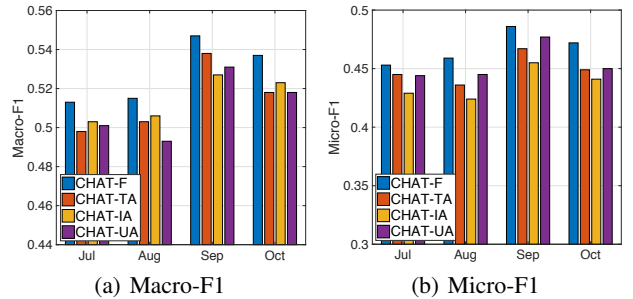 0.56
0.54
0.52
0.5
0.48
0.46
0.44
Macro-F1
CHAT-F
CHAT-TA
CHAT-IA
CHAT-UA
Jul Aug Sep Oct
(a) Macro-F1
0.5
0.45
0.4
0.35
0.3
Micro-F1
CHAT-F
CHAT-TA
CHAT-IA
CHAT-UA
Jul Aug Sep Oct
(b) Micro-F1